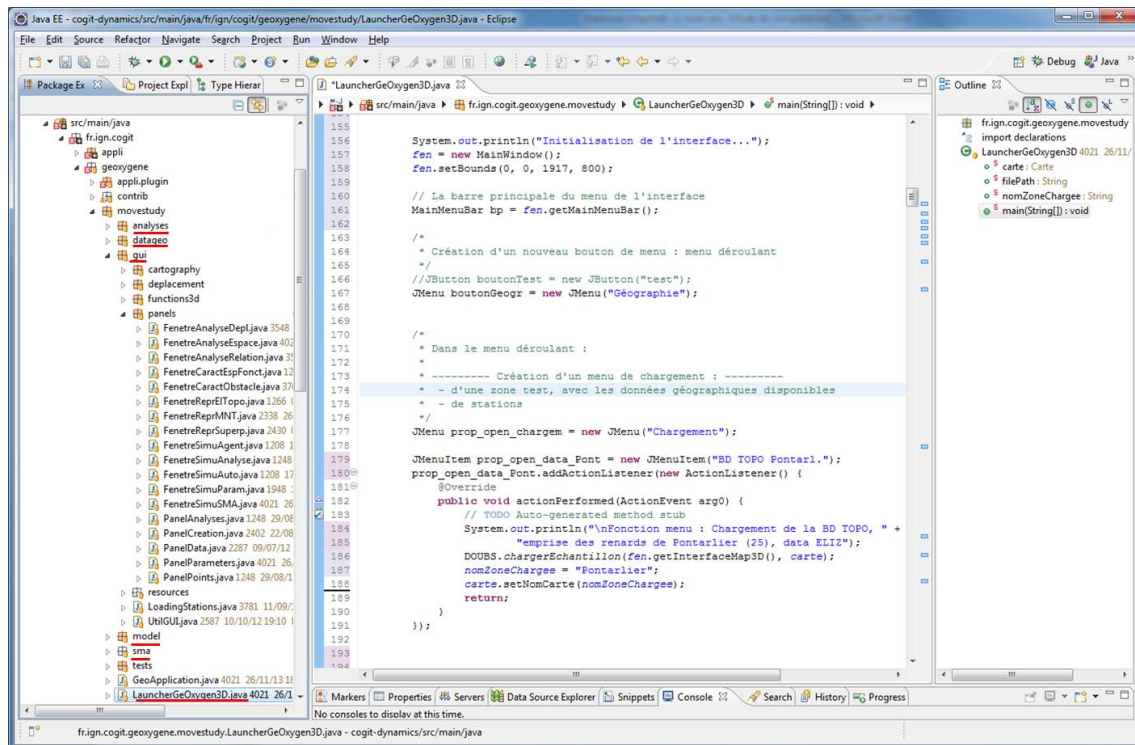 Java EE - cogit-dynamics/src/main/java/fr/ign/cogit/geoxygene/movestudy/LauncherGeOxygen3D.java - Eclipse
File Edit Source Refactor Navigate Search Project Run Window Help
Debug Java
Package Ex Project Expl Type Hierar
src/main/java
fr.ign.cogit
appli
geoxygene
appli.plugin
contrib
movestudy
analyses
datageo
gui
cartography
deplacement
functions3d
panels
FenetreAnalyseDepl.java 3548
FenetreAnalyseEspace.java 402
FenetreAnalyseRelation.java 35
FenetreCaractEspFonct.java 12
FenetreCaractObstacle.java 37
FenetreReprElTopo.java 1266
FenetreReprMNT.java 2338 26
FenetreReprSuperp.java 2430
FenetreSimuAgent.java 1208 1
FenetreSimuAnalyse.java 1248
FenetreSimuAuto.java 1208 17
FenetreSimuParam.java 1948
FenetreSimuSMA.java 4021 26
PanelAnalyses.java 1248 29/08
PanelCreation.java 2402 22/08
PanelData.java 2287 09/07/12
PanelParameters.java 4021 26
PanelPoints.java 1248 29/08/1
resources
LoadingStations.java 3781 11/09/
UtilGUI.java 2587 10/10/12 19:10
model
sma
tests
GeoApplication.java 4021 26/11/13 18
LauncherGeOxygen3D.java 4021 26/1
*LauncherGeOxygen3D.java
src/main/java fr.ign.cogit.geoxygene.movestudy LauncherGeOxygen3D main(String[]) : void
155
156 System.out.println("Initialisation de l'interface...");
157 fen = new MainWindow();
158 fen.setBounds(0, 0, 1917, 800);
159
160 // La barre principale du menu de l'interface
161 MainMenuBar bp = fen.getMainMenuBar();
162
163 /*
164 * Création d'un nouveau bouton de menu : menu déroulant
165 */
166 //JButton boutonTest = new JButton("test");
167 JMenu boutonGeogr = new JMenu("Géographie");
168
169
170 /*
171 * Dans le menu déroulant :
172 *
173 * --------- Création d'un menu de chargement : ---------
174 * - d'une zone test, avec les données géographiques disponibles
175 * - de stations
176 */
177 JMenu prop_open_chargem = new JMenu("Chargement");
178
179 JMenuItem prop_open_data_Pont = new JMenuItem("BD TOPO Pontarl.");
180 prop_open_data_Pont.addActionListener(new ActionListener() {
181 @Override
182 public void actionPerformed(ActionEvent arg0) {
183 // TODO Auto-generated method stub
184 System.out.println("\nFonction menu : Chargement de la BD TOPO, " +
185 "emprise des renards de Pontarlier (25), data ELIZ");
186 DOUBS.chargerEchantillon(fen.getInterfaceMap3D(), carte);
187 nomZoneChargee = "Pontarlier";
188 carte.setNomCarte(nomZoneChargee);
189 return;
190 }
191 });
192
193
194
Outline
fr.ign.cogit.geoxygene.movestudy
import declarations
LauncherGeOxygen3D 4021 26/11/
S carte : Carte
S filePath : String
S nomZoneChargee : String
S main(String[]) : void
Markers Properties Servers Data Source Explorer Snippets Console Search History Progress
No consoles to display at this time.
fr.ign.cogit.geoxygene.movestudy.LauncherGeOxygen3D.java - cogit-dynamics/src/main/java